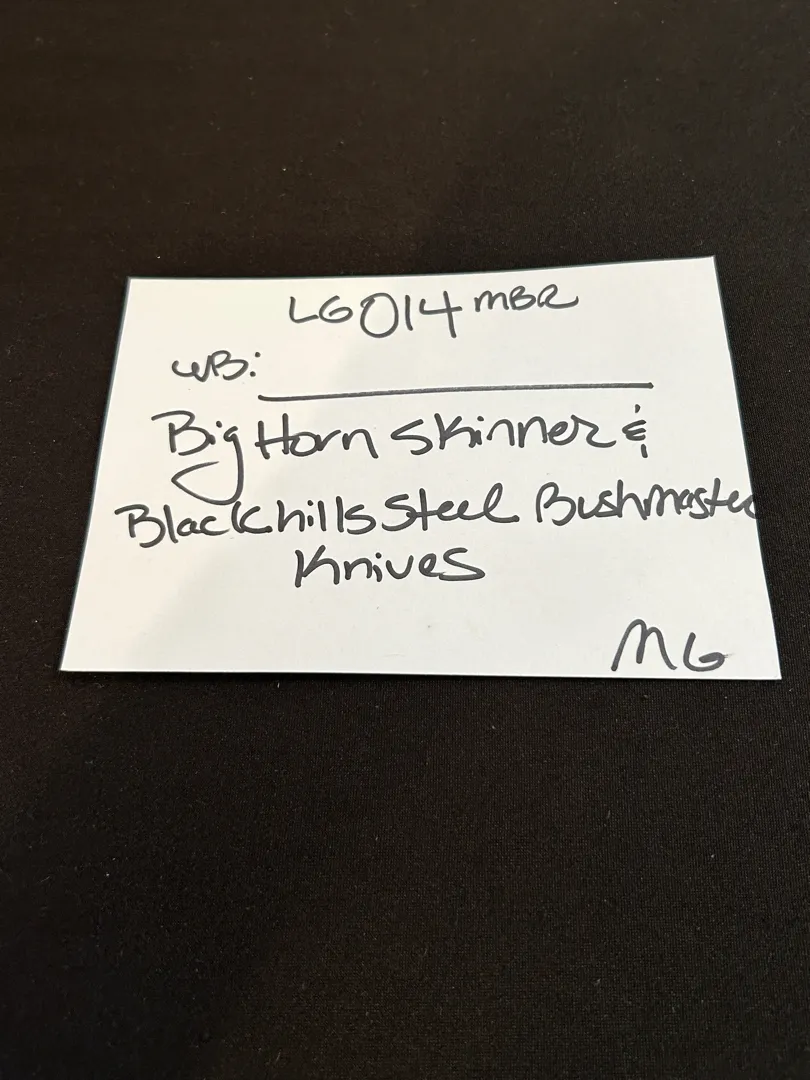 LG014 MBR
WB:
Big Horn Skinner &
Blackhills Steel Bushmaster
Knives
MG